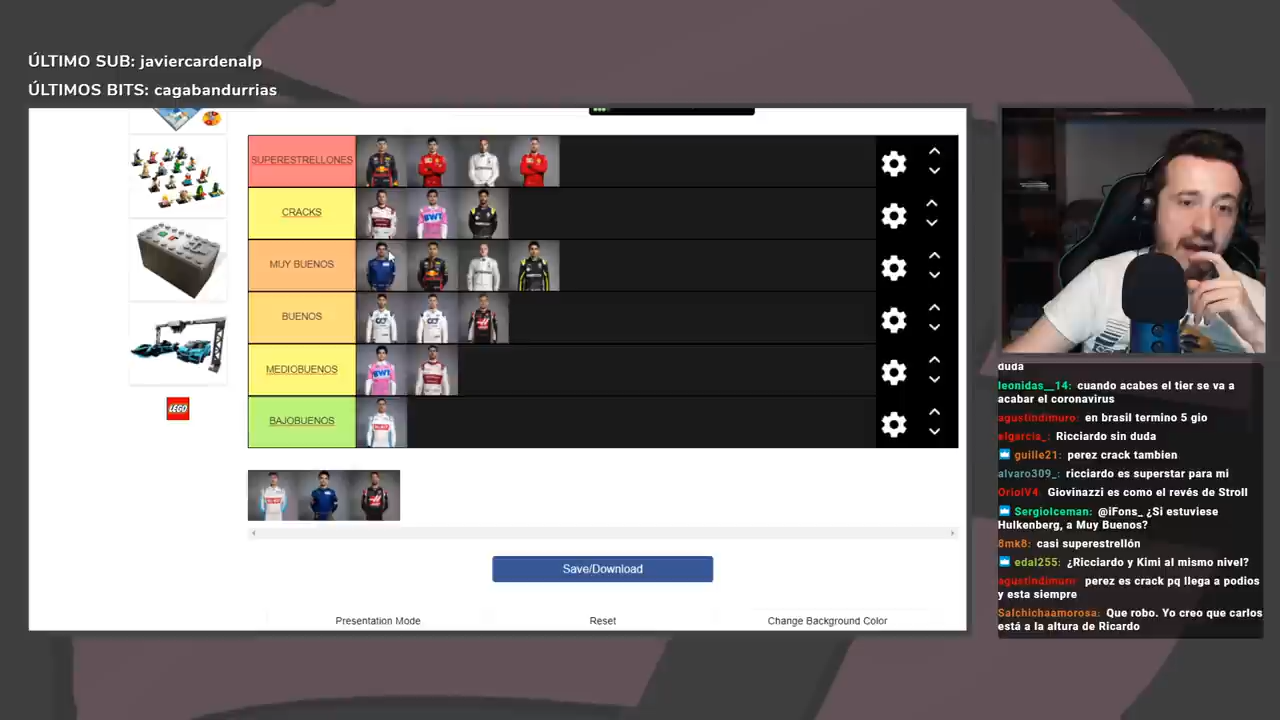 ÚLTIMO SUB: javiercardenalp
ÚLTIMOS BITS: cagabandurrias
SUPERESTRELLONES
CRACKS
MUY BUENOS
BUENOS
MEDIOBUENOS
BAJOBUENOS
LEGO
Save/Download
Presentation Mode
Reset
Change Background Color
duda
leonidas__14: cuando acabes el tier se va a
acabar el coronavirus
agustindimuro: en brasil termino 5 gio
elgarcia_: Ricciardo sin duda
guille21: perez crack tambien
alvaro309_: ricciardo es superstar para mi
OriolV4: Giovinazzi es como el revés de Stroll
SergioIceman: @iFons_ ¿Si estuviese
Hulkenberg, a Muy Buenos?
8mk8: casi superestrellón
edal255: ¿Ricciardo y Kimi al mismo nivel?
agustindimuro: perez es crack pq llega a podios
y esta siempre
Salchichaamorosa: Que robo. Yo creo que carlos
está a la altura de Ricardo